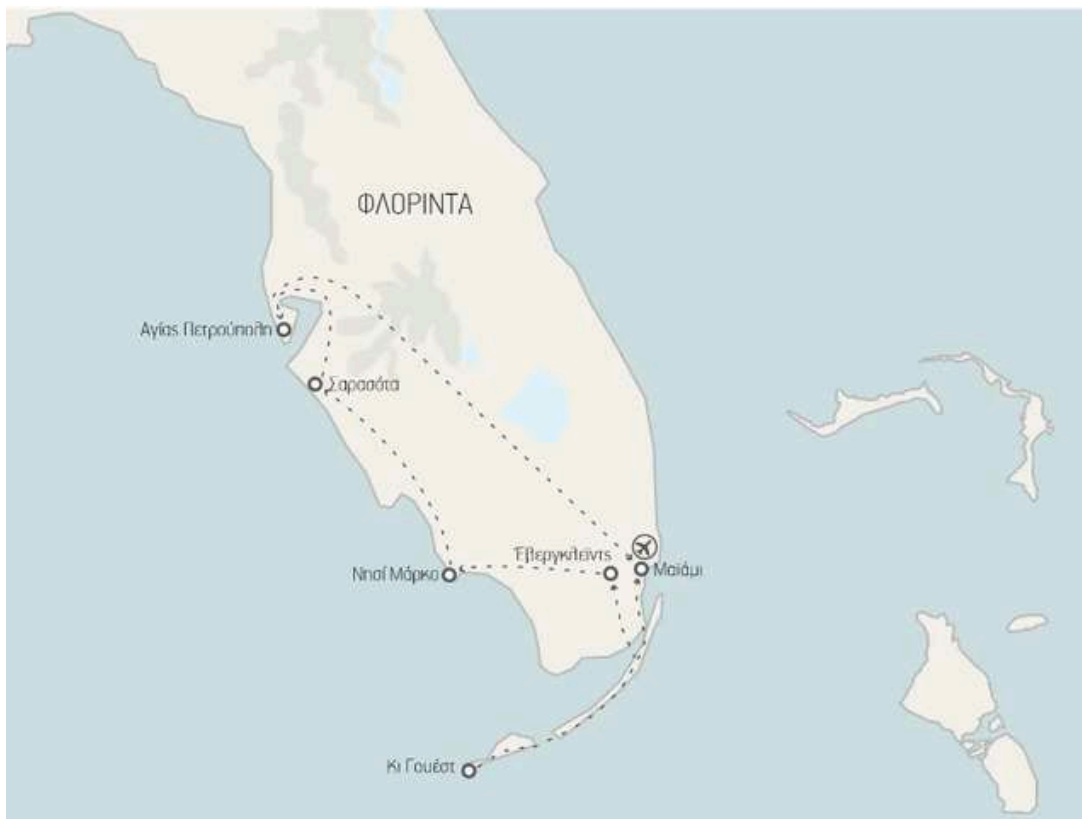 ΦΛΟΡΙΝΤΑ
Αγίας Πετρούπολη
Σαρασότα
Έβεργκλεϊντς
Νησί Μάρκο
Μαϊάμι
Κι Γουέστ